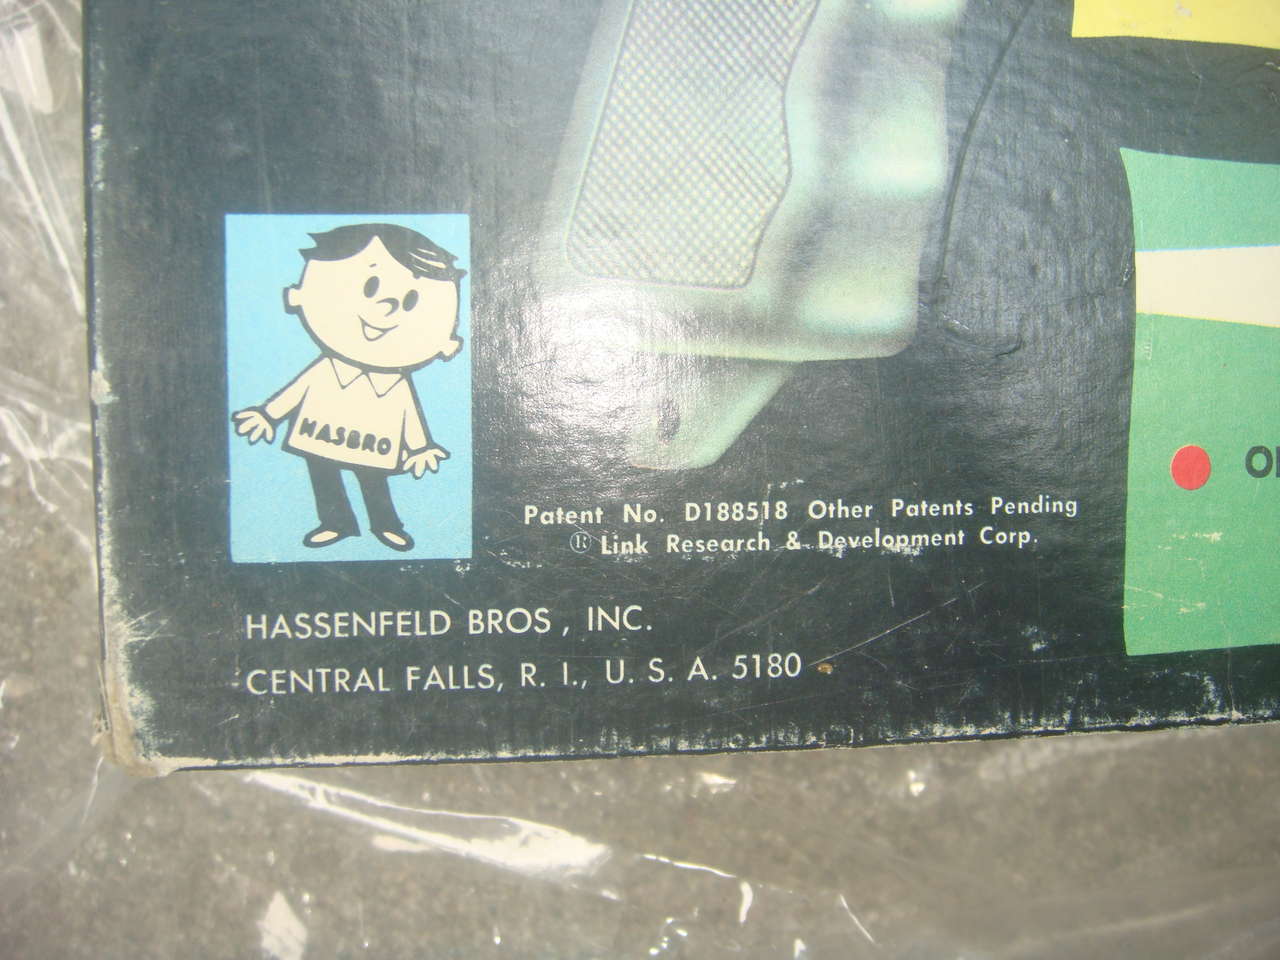 HASBRO
Patent No. D188518 Other Patents Pending
® Link Research & Development Corp.
HASSENFELD BROS., INC.
CENTRAL FALLS, R. I., U. S. A. 5180